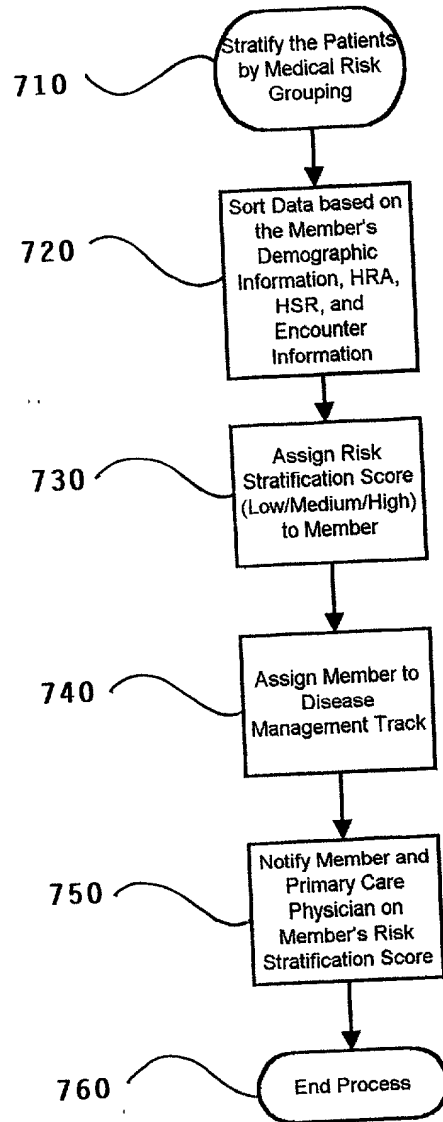 710
Stratify the Patients
by Medical Risk
Grouping
720
Sort Data based on
the Member's
Demographic
Information, HRA,
HSR, and
Encounter
Information
730
Assign Risk
Stratification Score
(Low/Medium/High)
to Member
740
Assign Member to
Disease
Management Track
750
Notify Member and
Primary Care
Physician on
Member's Risk
Stratification Score
760
End Process